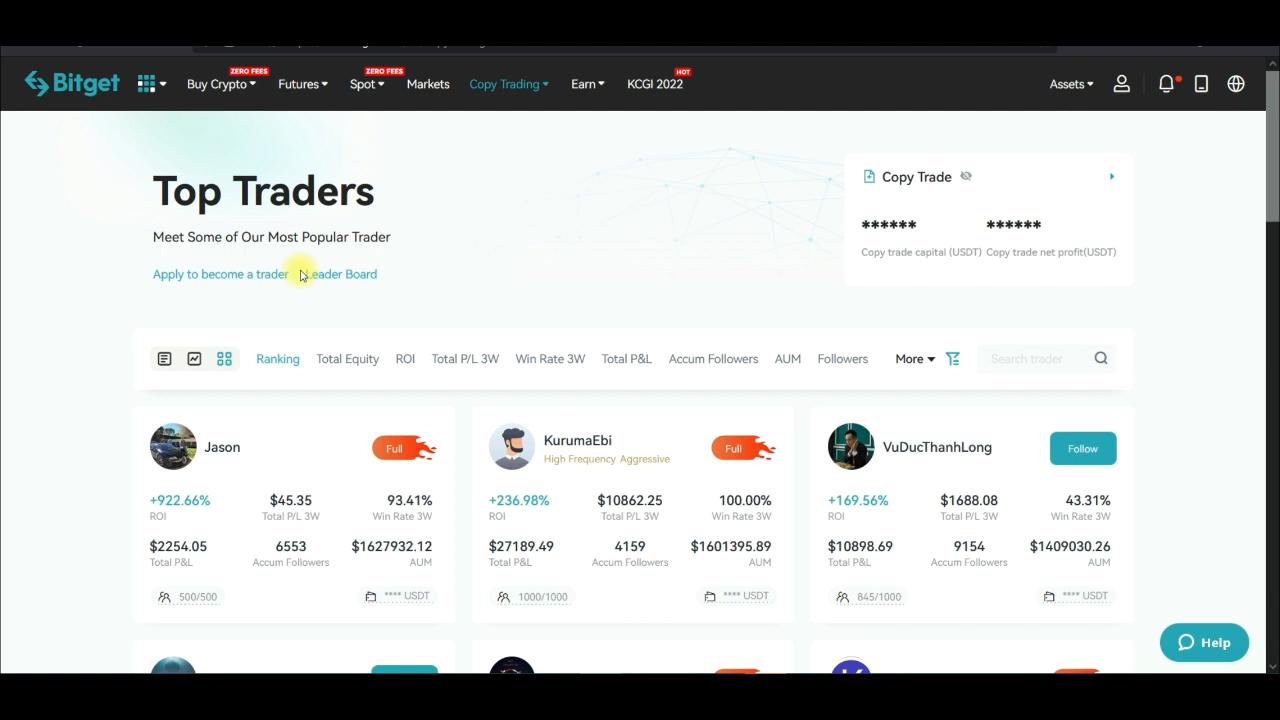 Bitget
Buy Crypto ZERO FEES Futures Spot ZERO FEES Markets Copy Trading Earn KCGI 2022 HOT Assets
Top Traders
Meet Some of Our Most Popular Trader
Apply to become a trader Leader Board
Copy Trade
****** ******
Copy trade capital (USDT) Copy trade net profit(USDT)
Ranking Total Equity ROI Total P/L 3W Win Rate 3W Total P&L Accum Followers AUM Followers More Search trader
Jason Full
+922.66% $45.35 93.41%
ROI Total P/L 3W Win Rate 3W
$2254.05 6553 $1627932.12
Total P&L Accum Followers AUM
500/500 **** USDT
KurumaEbi Full
High Frequency Aggressive
+236.98% $10862.25 100.00%
ROI Total P/L 3W Win Rate 3W
$27189.49 4159 $1601395.89
Total P&L Accum Followers AUM
1000/1000 **** USDT
VuDucThanhLong Follow
+169.56% $1688.08 43.31%
ROI Total P/L 3W Win Rate 3W
$10898.69 9154 $1409030.26
Total P&L Accum Followers AUM
845/1000 **** USDT
Help